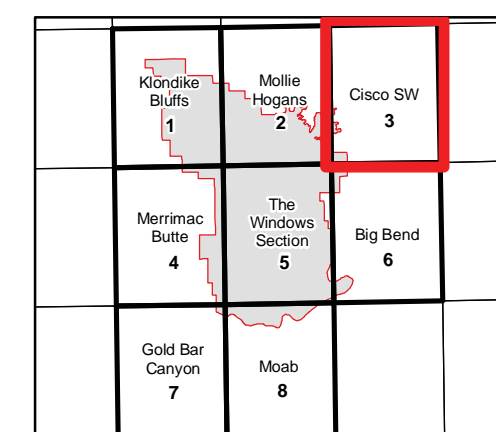 Klondike
Bluffs
1
Mollie
Hogans
2
Cisco SW
3
Merrimac
Butte
4
The
Windows
Section
5
Big Bend
6
Gold Bar
Canyon
7
Moab
8